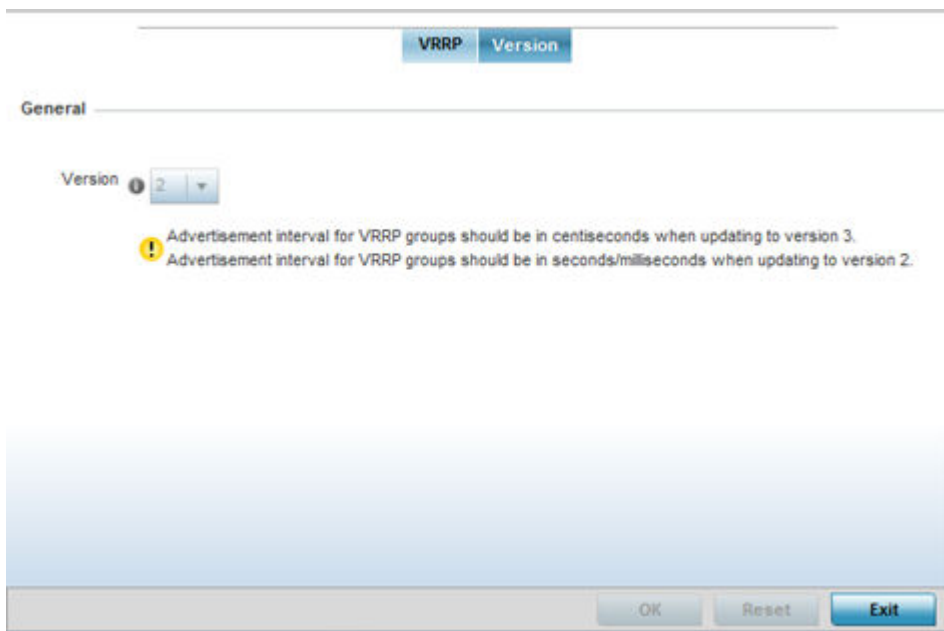 VRRP Version
General
Version 2
Advertisement interval for VRRP groups should be in centiseconds when updating to version 3.
Advertisement interval for VRRP groups should be in seconds/milliseconds when updating to version 2.
OK Reset Exit